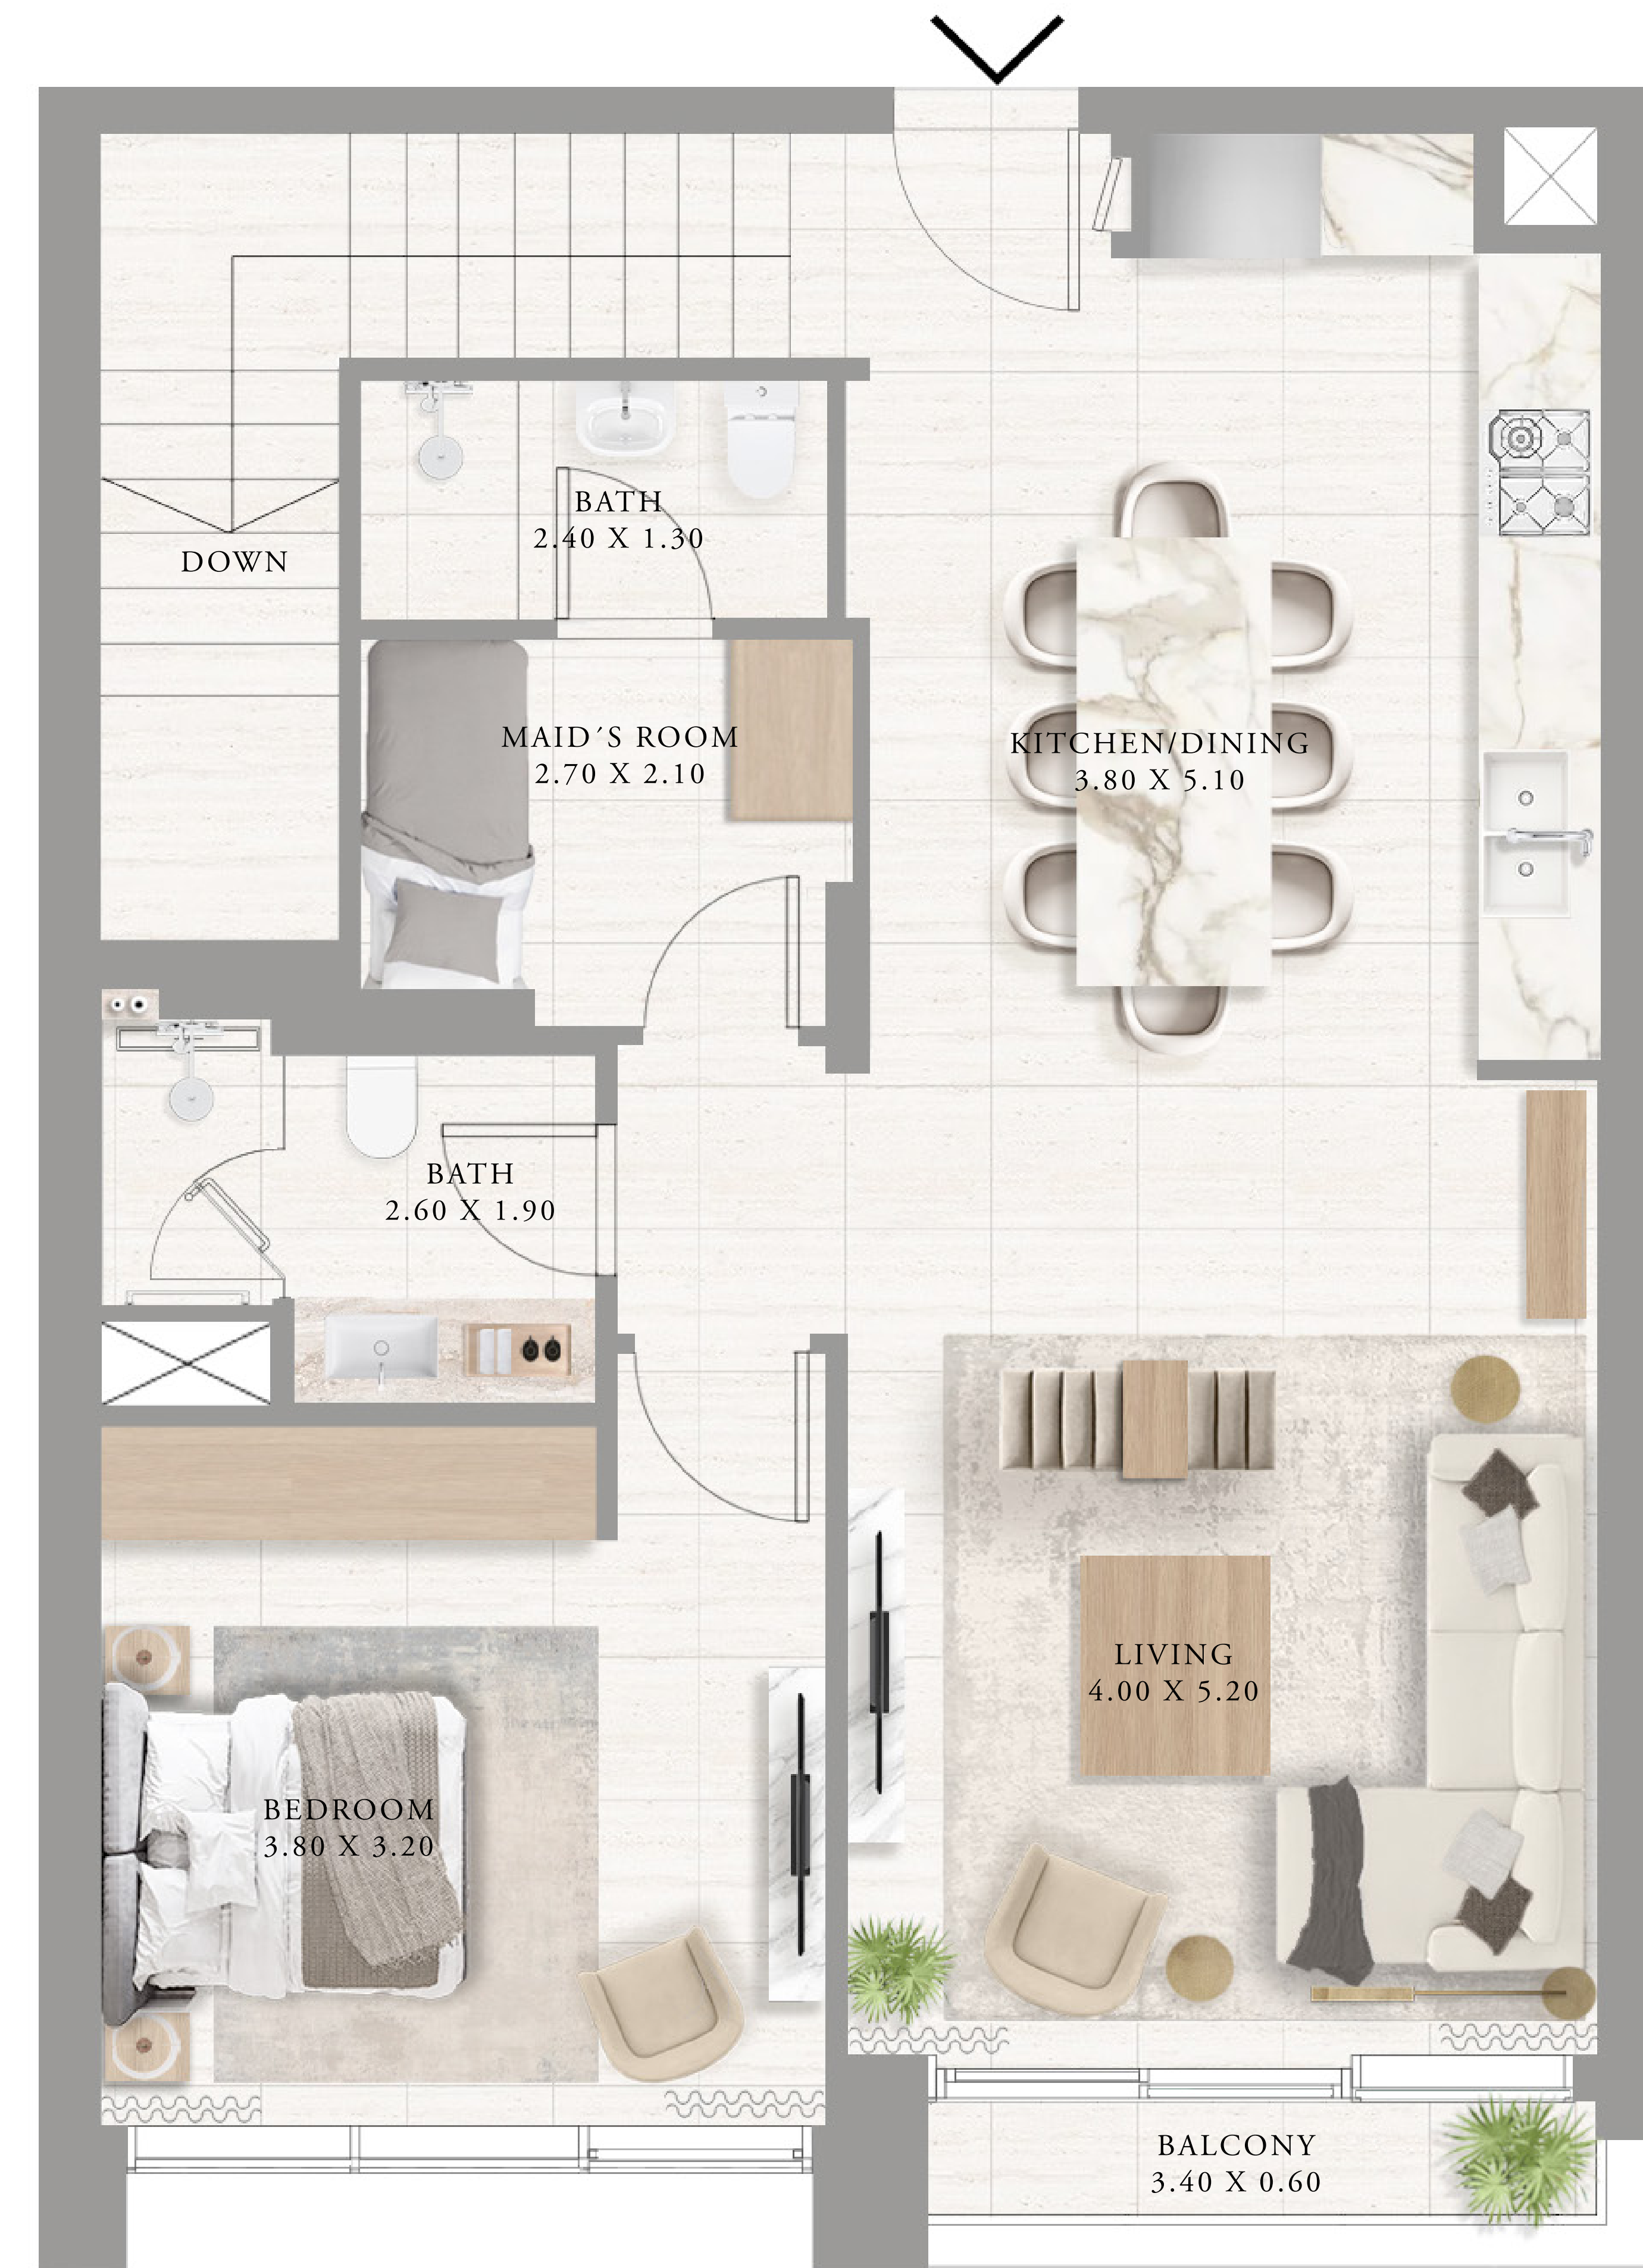 BATH
2.40 X 1.30
DOWN
MAID´S ROOM
2.70 X 2.10
KITCHEN/DINING
3.80 X 5.10
BATH
2.60 X 1.90
LIVING
4.00 X 5.20
BEDROOM
3.80 X 3.20
BALCONY
3.40 X 0.60